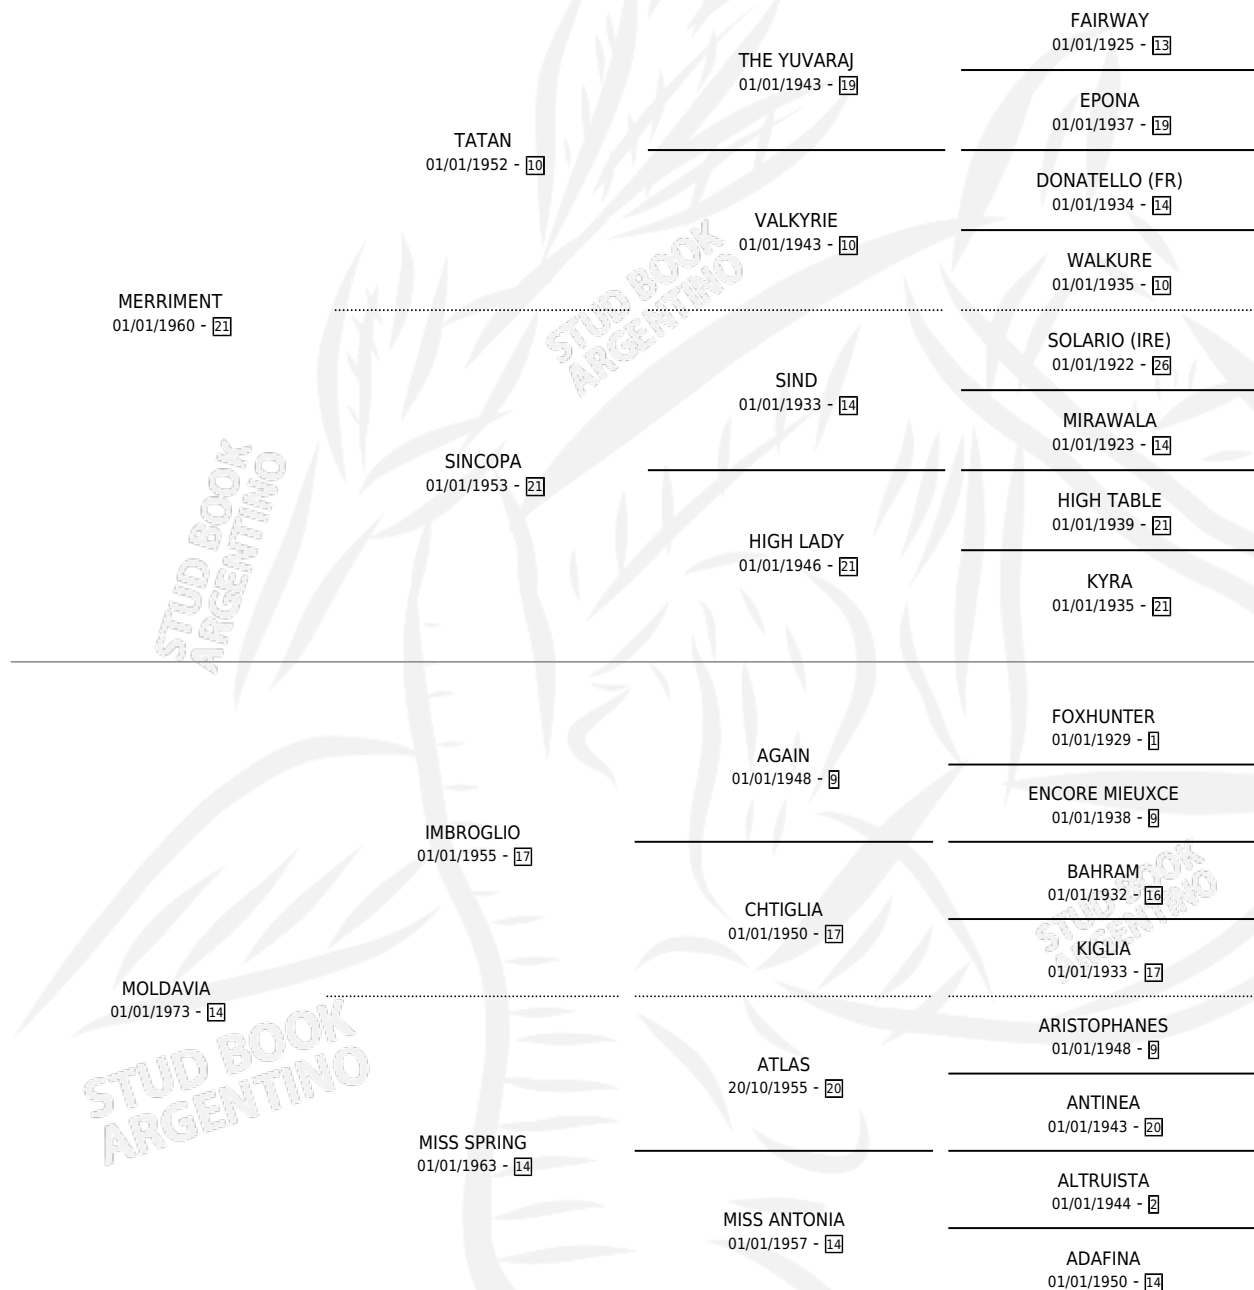 FAIRWAY
01/01/1925 - 13
THE YUVARAJ
01/01/1943 - 19
EPONA
01/01/1937 - 19
TATAN
01/01/1952 - 10
DONATELLO (FR)
01/01/1934 - 14
VALKYRIE
01/01/1943 - 10
WALKURE
01/01/1935 - 10
MERRIMENT
01/01/1960 - 21
SOLARIO (IRE)
01/01/1922 - 26
SIND
01/01/1933 - 14
MIRAWALA
01/01/1923 - 14
SINCOPA
01/01/1953 - 21
HIGH TABLE
01/01/1939 - 21
HIGH LADY
01/01/1946 - 21
KYRA
01/01/1935 - 21
STUD BOOK
ARGENTINO
STUD BOOK
ARGENTINO
FOXHUNTER
01/01/1929 - 1
AGAIN
01/01/1948 - 9
ENCORE MIEUXCE
01/01/1938 - 9
IMBROGLIO
01/01/1955 - 17
BAHRAM
01/01/1932 - 16
CHTIGLIA
01/01/1950 - 17
KIGLIA
01/01/1933 - 17
MOLDAVIA
01/01/1973 - 14
ARISTOPHANES
01/01/1948 - 9
ATLAS
20/10/1955 - 20
ANTINEA
01/01/1943 - 20
MISS SPRING
01/01/1963 - 14
ALTRUISTA
01/01/1944 - 2
MISS ANTONIA
01/01/1957 - 14
ADAFINA
01/01/1950 - 14
STUD BOOK
ARGENTINO
STUD BOOK
ARGENTINO